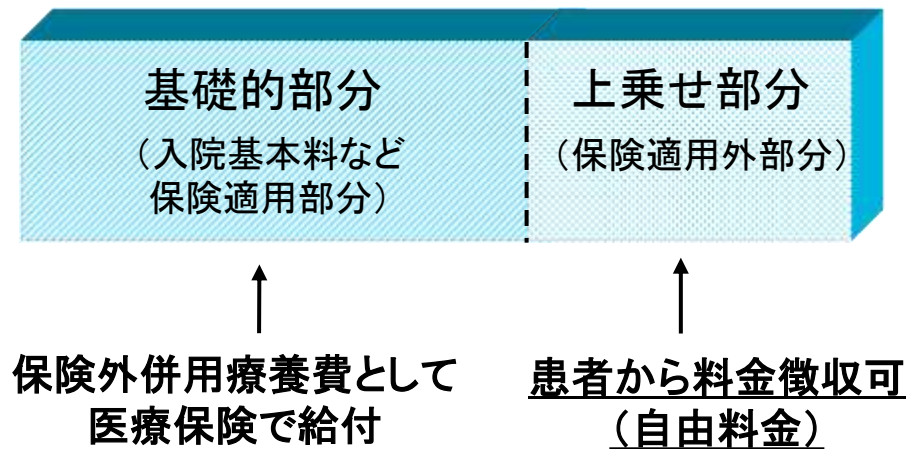 基礎的部分
（入院基本料など
保険適用部分）
上乗せ部分
（保険適用外部分）
保険外併用療養費として
医療保険で給付
患者から料金徴収可
（自由料金）